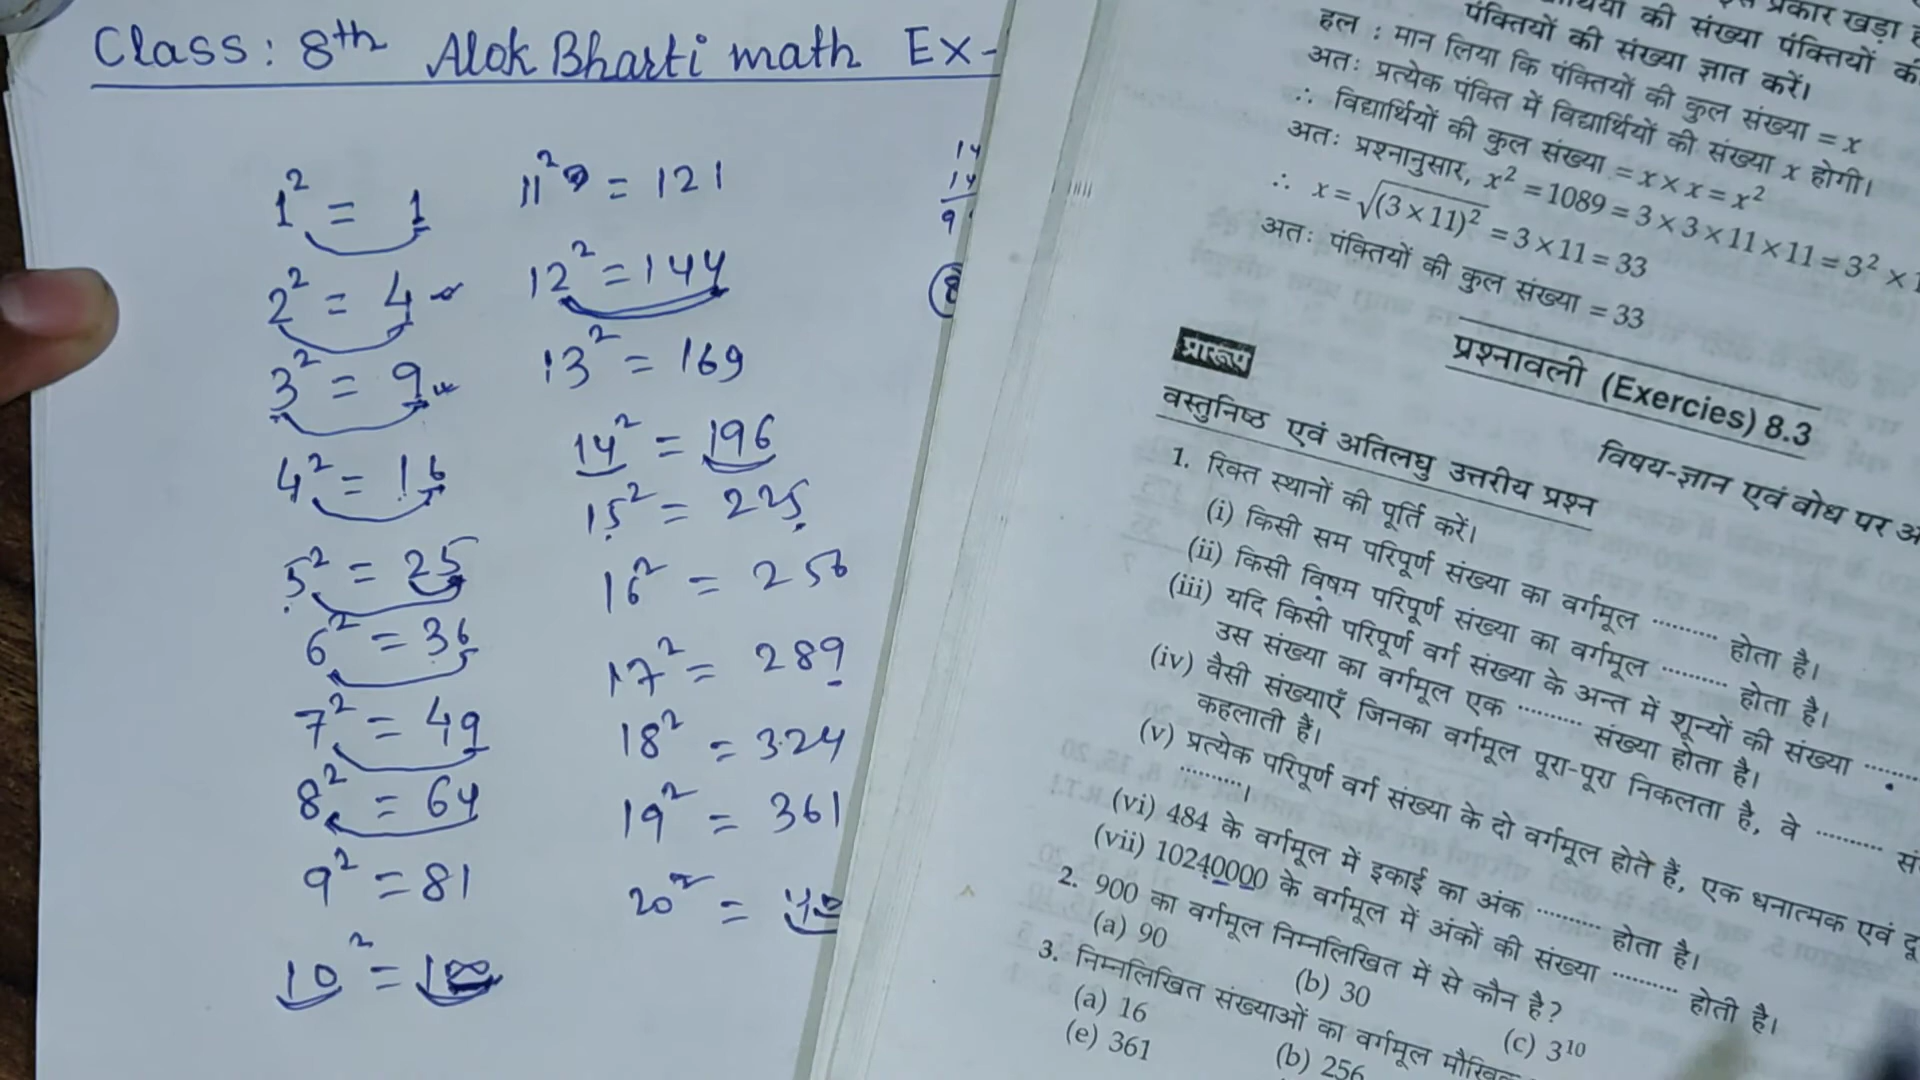 Class: 8th Alok Bharti math Ex-
1² = 1
2² = 4
3² = 9
4² = 16
5² = 25
6² = 36
7² = 49
8² = 64
9² = 81
10² = 100
11² = 121
12² = 144
13² = 169
14² = 196
15² = 225
16² = 256
17² = 289
18² = 324
19² = 361
20² =
14
14
9
8
की संख्या पंक्तियों की
प्रकार खड़ा
पंक्तियों की संख्या ज्ञात करें।
हल : मान लिया कि पंक्तियों की कुल संख्या = x
अतः प्रत्येक पंक्ति में विद्यार्थियों की संख्या x होगी।
∴ विद्यार्थियों की कुल संख्या = x × x = x²
अतः प्रश्नानुसार, x² = 1089 = 3 × 3 × 11 × 11 = 3² ×
∴ x = √(3 × 11)² = 3 × 11 = 33
अतः पंक्तियों की कुल संख्या = 33
प्रश्नावली (Exercies) 8.3
प्रारूप
विषय-ज्ञान एवं बोध पर
वस्तुनिष्ठ एवं अतिलघु उत्तरीय प्रश्न
1. रिक्त स्थानों की पूर्ति करें।
(i) किसी सम परिपूर्ण संख्या का वर्गमूल ......... होता है।
(ii) किसी विषम परिपूर्ण संख्या का वर्गमूल ......... होता है।
(iii) यदि किसी परिपूर्ण वर्ग संख्या के अन्त में शून्यों की संख्या ........
उस संख्या का वर्गमूल एक ......... संख्या होता है।
(iv) वैसी संख्याएँ जिनका वर्गमूल पूरा-पूरा निकलता है, वे .........
कहलाती हैं।
(v) प्रत्येक परिपूर्ण वर्ग संख्या के दो वर्गमूल होते हैं, एक धनात्मक एवं
.........।
(vi) 484 के वर्गमूल में इकाई का अंक ......... होता है।
(vii) 10240000 के वर्गमूल में अंकों की संख्या ......... होती है।
2. 900 का वर्गमूल निम्नलिखित में से कौन है?
(a) 90 (b) 30 (c) 3¹⁰
3. निम्नलिखित संख्याओं का वर्गमूल
(a) 16 (b) 256
(e) 361